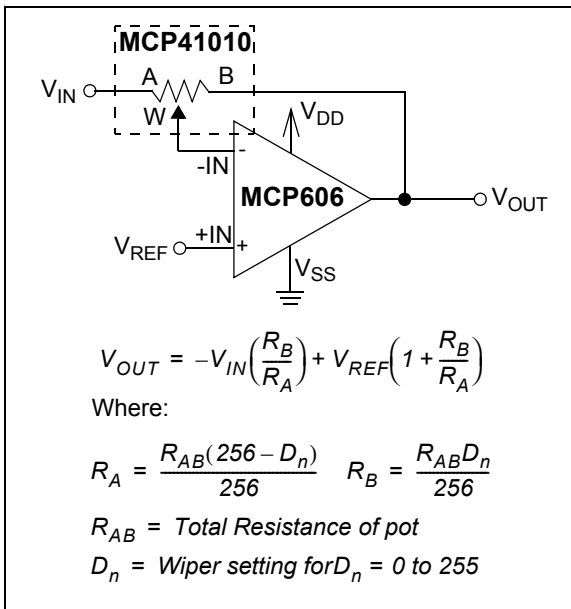 MCP41010
A B
V_IN
W
V_DD
-IN -
MCP606
V_OUT
V_REF +IN +
V_SS
V_OUT = -V_IN(R_B/R_A) + V_REF(1 + R_B/R_A)
Where:
R_A = R_AB(256 – D_n)/256 R_B = R_AB D_n/256
R_AB = Total Resistance of pot
D_n = Wiper setting forD_n = 0 to 255